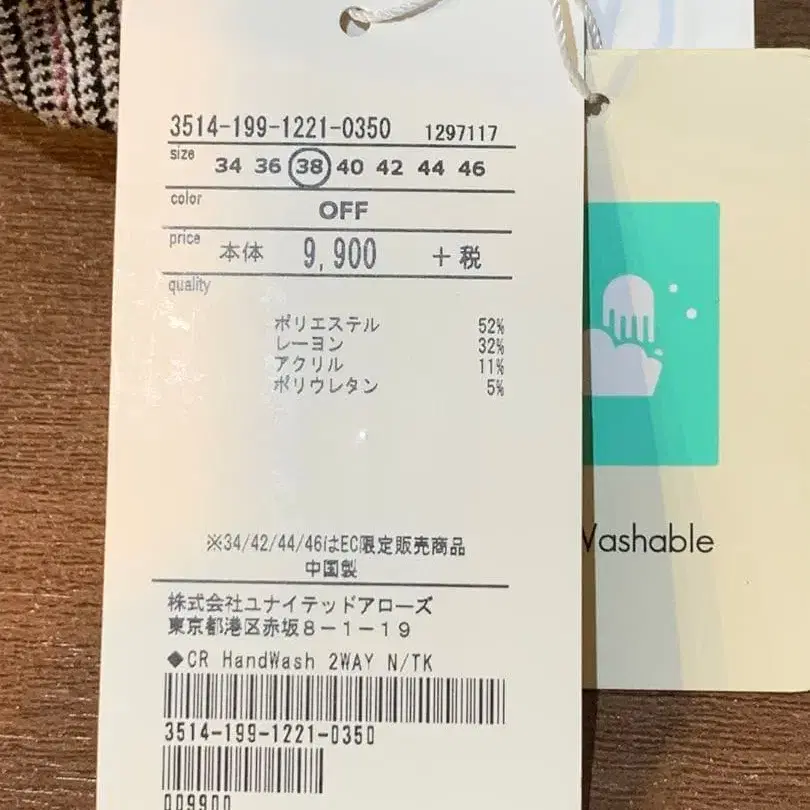 3514-199-1221-0350 1297117
size 34 36 38 40 42 44 46
color OFF
price 本体 9,900 +税
quality
ポリエステル 52%
レーヨン 32%
アクリル 11%
ポリウレタン 5%
※34/42/44/46はEC限定販売商品
中国製
株式会社ユナイテッドアローズ
東京都港区赤坂8-1-19
◆CR HandWash 2WAY N/TK
3514-199-1221-0350
009900
Washable